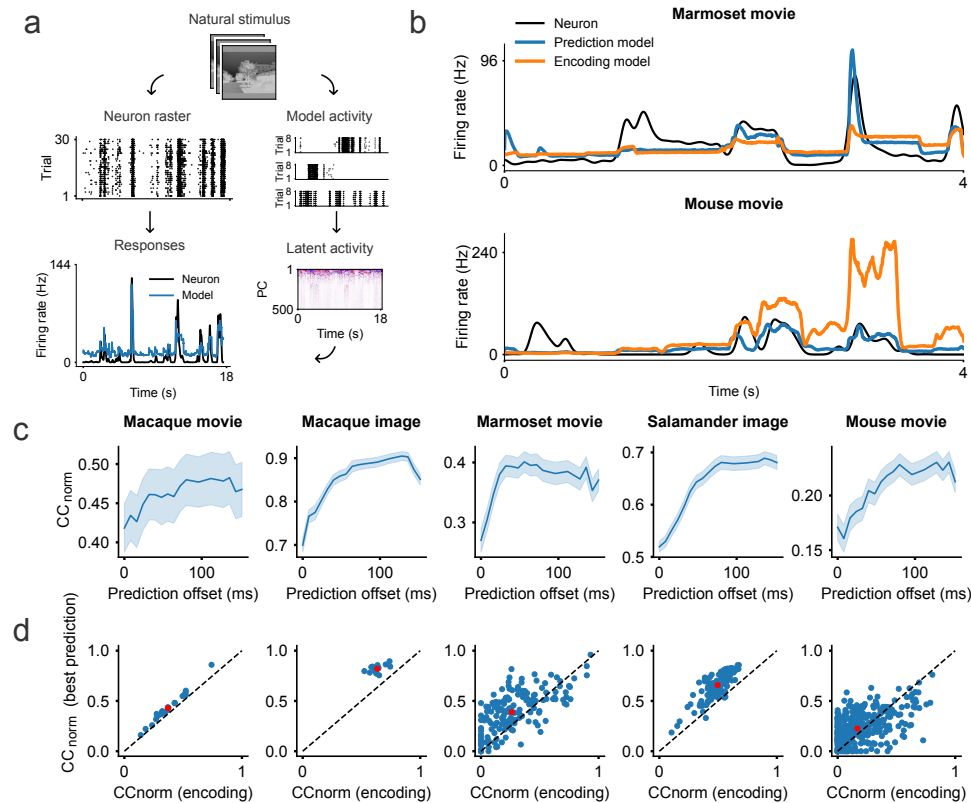 a
Natural stimulus
Neuron raster
Model activity
30
Trial
1
Trial
8
1
Trial
1
Trial
8
1
Responses
Latent activity
144
Firing rate (Hz)
0
Neuron
Model
0
18
Time (s)
PC
1
500
0
18
Time (s)
b
Marmoset movie
Neuron
Prediction model
Encoding model
Firing rate (Hz)
96
0
0
4
Mouse movie
Firing rate (Hz)
240
0
0
4
Time (s)
c
Macaque movie
Macaque image
Marmoset movie
Salamander image
Mouse movie
CCnorm
0.50
0.45
0.40
0
100
Prediction offset (ms)
0.9
0.8
0.7
0
100
Prediction offset (ms)
0.4
0.3
0
100
Prediction offset (ms)
0.7
0.6
0.5
0
100
Prediction offset (ms)
0.20
0.15
0
100
Prediction offset (ms)
d
CCnorm (best prediction)
1.0
0.5
0.0
0
1
CCnorm (encoding)
1.0
0.5
0.0
0
1
CCnorm (encoding)
1.0
0.5
0.0
0
1
CCnorm (encoding)
1.0
0.5
0.0
0
1
CCnorm (encoding)
1.0
0.5
0.0
0
1
CCnorm (encoding)